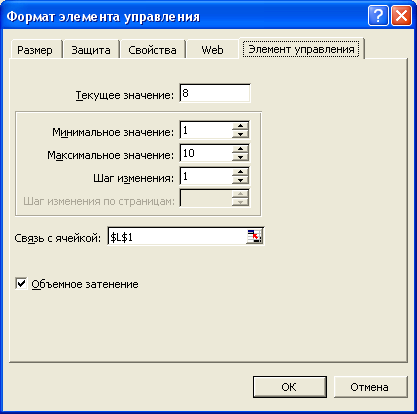 Формат элемента управления
Размер Защита Свойства Web Элемент управления
Текущее значение: 8
Минимальное значение: 1
Максимальное значение: 10
Шаг изменения: 1
Шаг изменения по страницам:
Связь с ячейкой: $L$1
Объемное затенение
OK Отмена